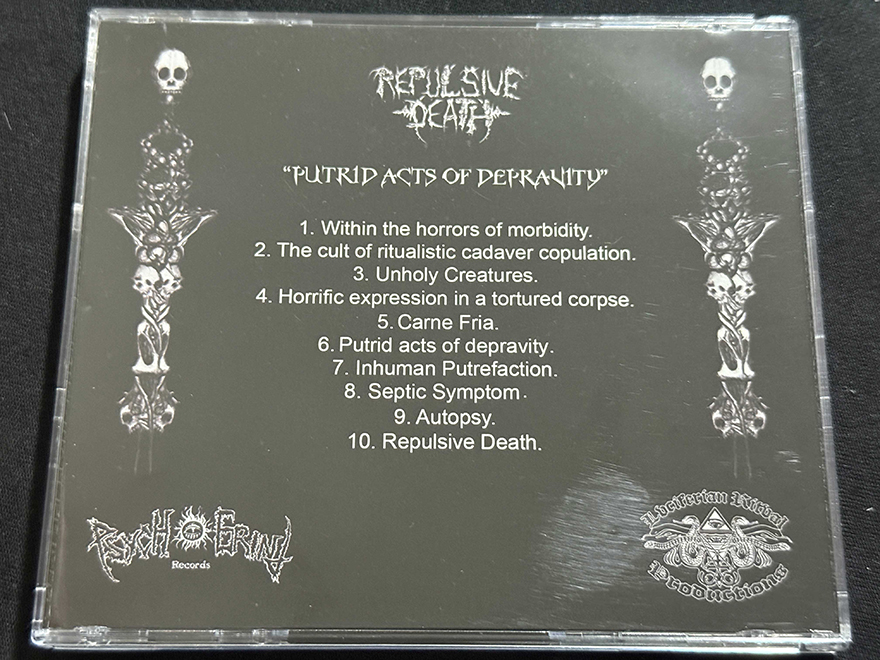 REPULSIVE
DEATH
"PUTRID ACTS OF DEPRAVITY"
1. Within the horrors of morbidity.
2. The cult of ritualistic cadaver copulation.
3. Unholy Creatures.
4. Horrific expression in a tortured corpse.
5. Carne Fria.
6. Putrid acts of depravity.
7. Inhuman Putrefaction.
8. Septic Symptom.
9. Autopsy.
10. Repulsive Death.
PSYCHOGRIND
Records
Luciferian Ritual
Productions